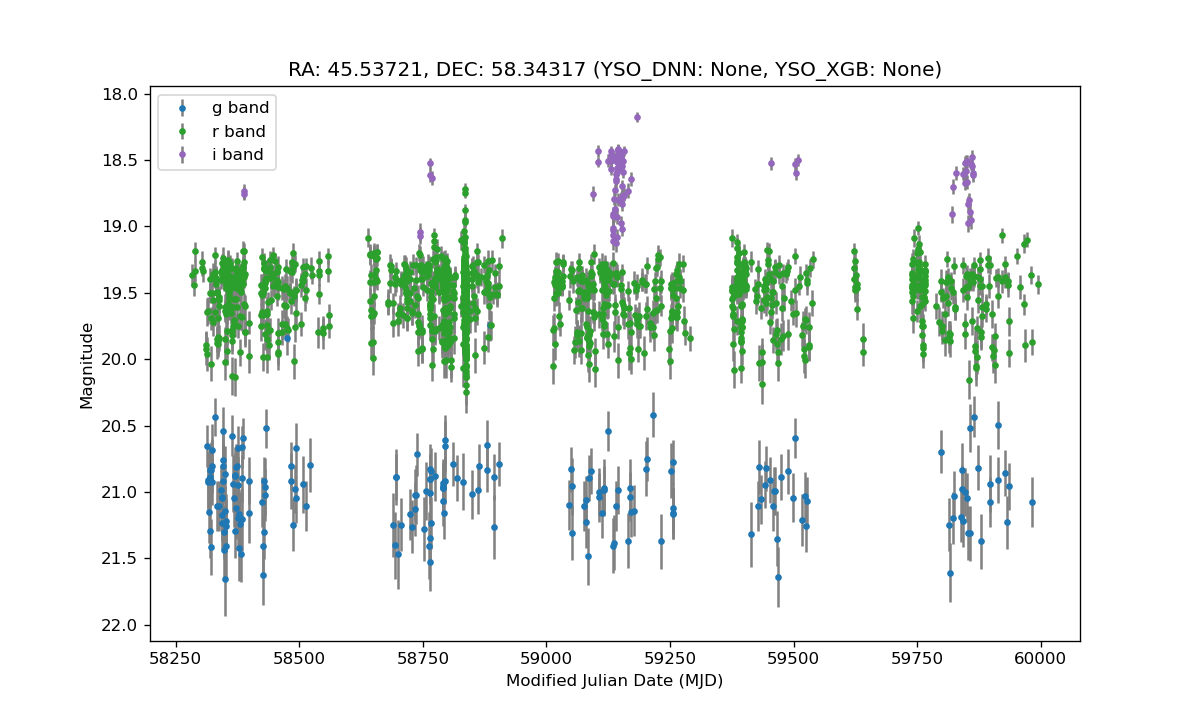 RA: 45.53721, DEC: 58.34317 (YSO_DNN: None, YSO_XGB: None)
g band
r band
i band
18.0
18.5
19.0
19.5
20.0
20.5
21.0
21.5
22.0
Magnitude
58250 58500 58750 59000 59250 59500 59750 60000
Modified Julian Date (MJD)